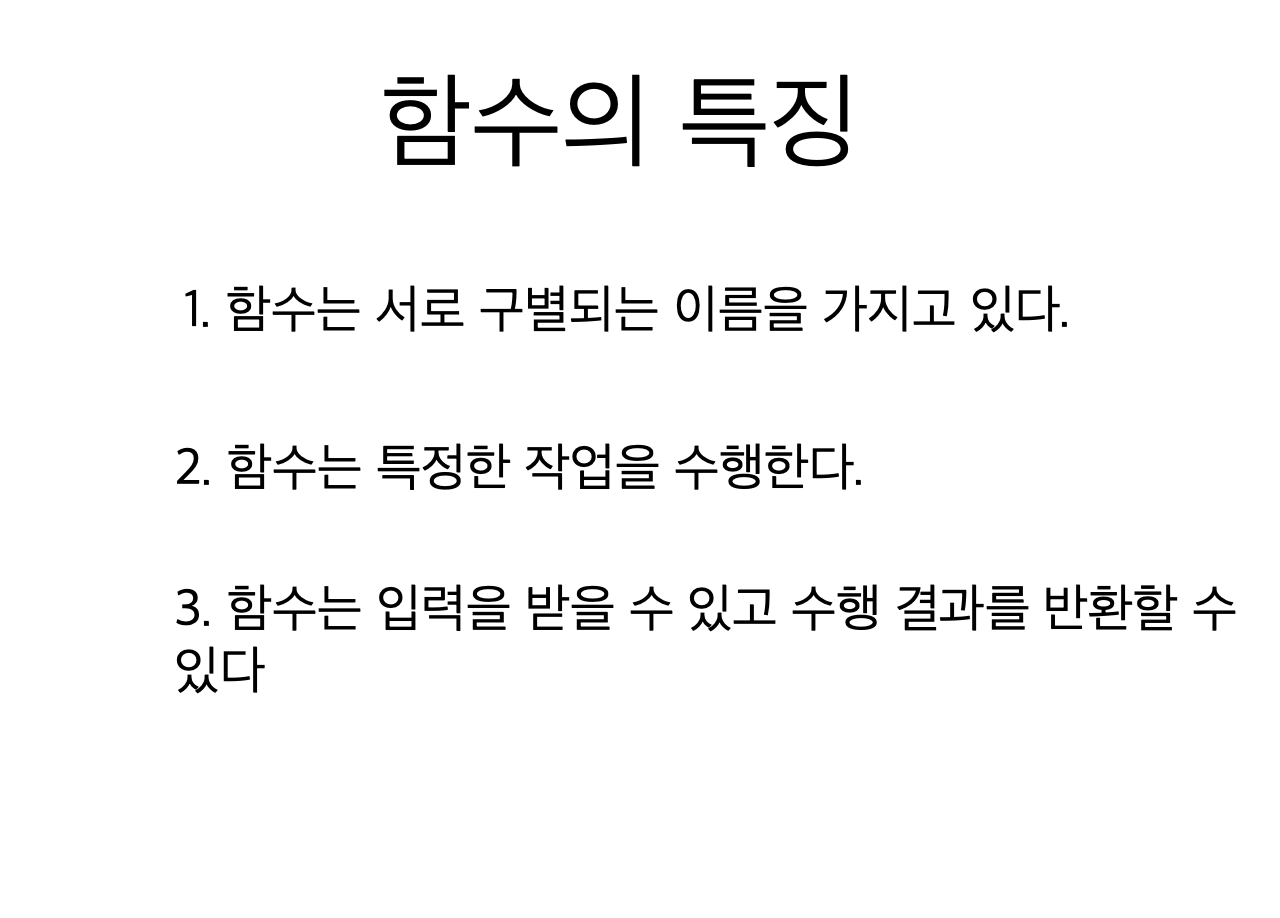 함수의 특징
1. 함수는 서로 구별되는 이름을 가지고 있다.
2. 함수는 특정한 작업을 수행한다.
3. 함수는 입력을 받을 수 있고 수행 결과를 반환할 수
있다